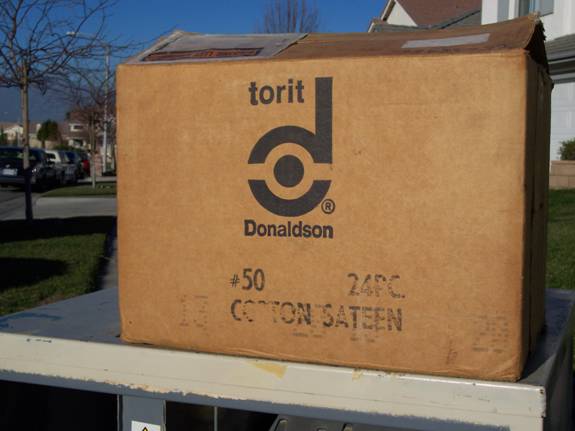 torit
®
Donaldson
#50 24PC.
COTTON SATEEN